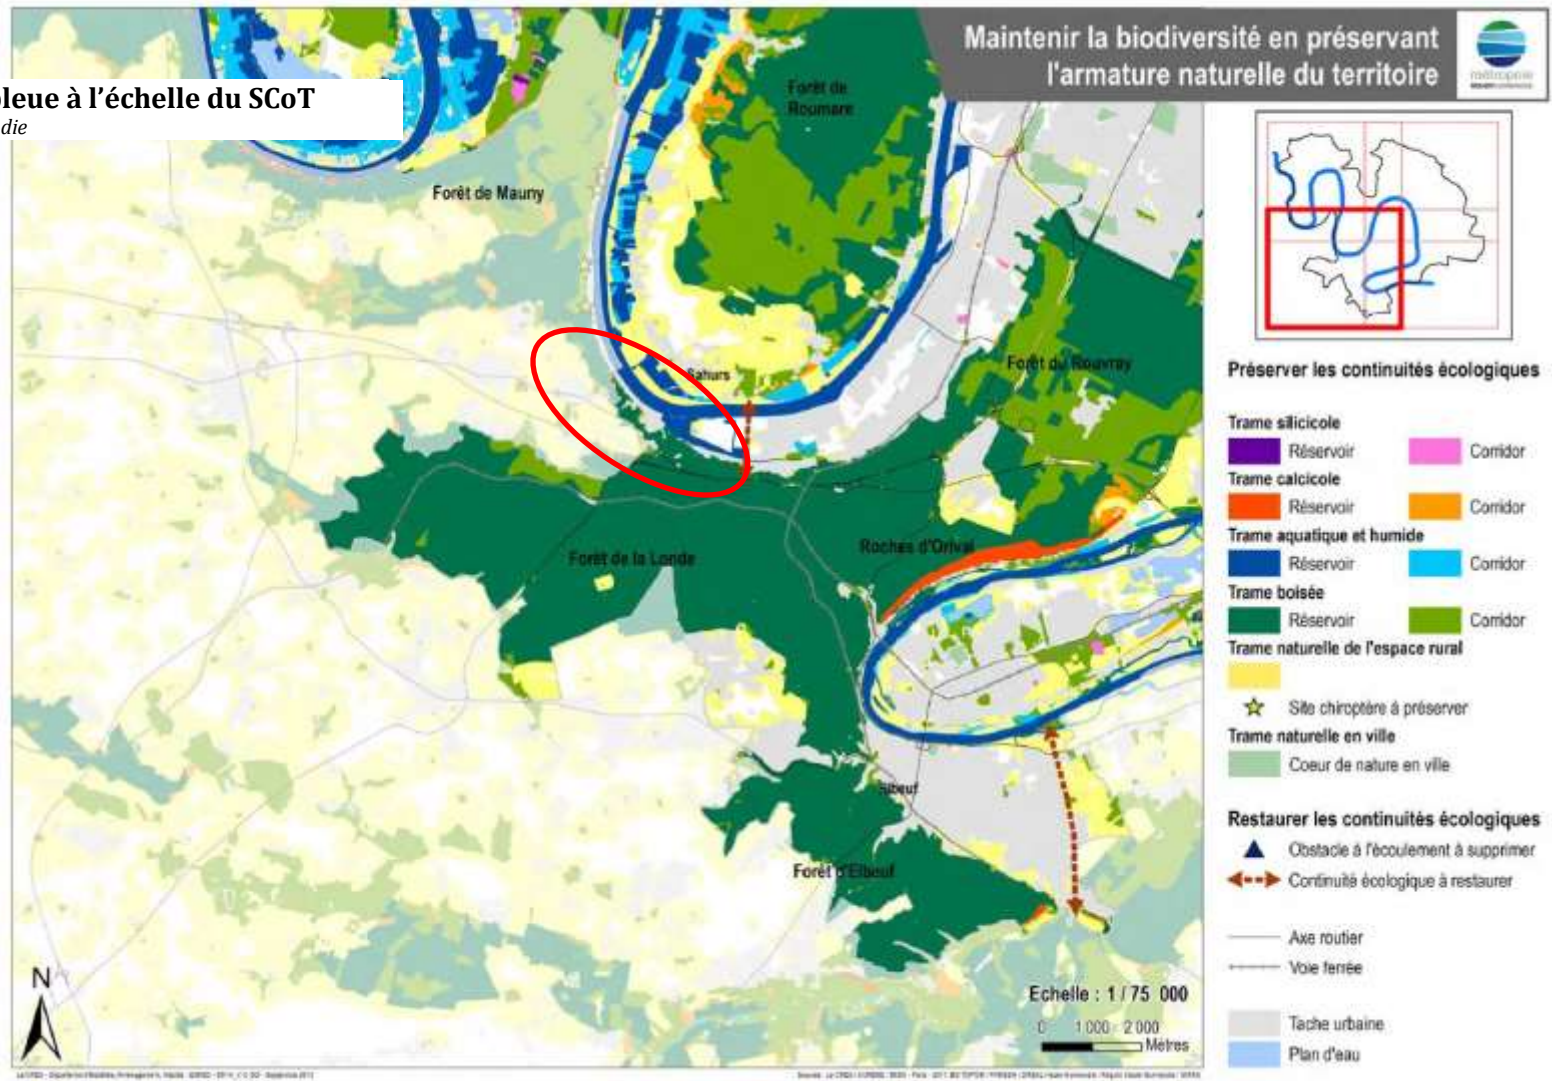 Maintenir la biodiversité en préservant
l'armature naturelle du territoire
métropole
bleue à l'échelle du SCoT
die
Forêt de
Roumare
Forêt de Mauny
Sahurs
Forêt du Rouvray
Roches d'Orival
Forêt de la Londe
Elbeuf
Forêt d'Elbeuf
N
Echelle : 1 / 75 000
0 1 000 2 000
Mètres
Préserver les continuités écologiques
Trame silicicole
Réservoir Corridor
Trame calcicole
Réservoir Corridor
Trame aquatique et humide
Réservoir Corridor
Trame boisée
Réservoir Corridor
Trame naturelle de l'espace rural
Site chiroptère à préserver
Trame naturelle en ville
Coeur de nature en ville
Restaurer les continuités écologiques
Obstacle à l'écoulement à supprimer
Continuité écologique à restaurer
Axe routier
Voie ferrée
Tache urbaine
Plan d'eau